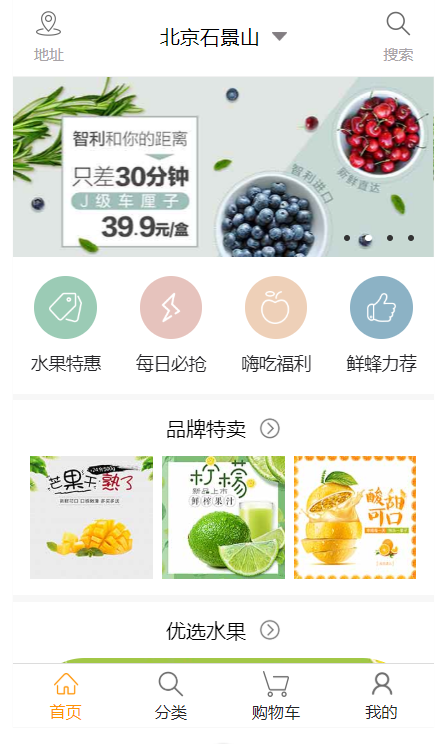 北京石景山
地址
搜索
智利和你的距离
只差30分钟
J级车厘子
39.9元/盒
智利进口
新鲜直达
水果特惠
每日必抢
嗨吃福利
鲜蜂力荐
品牌特卖
芒果干熟了
新品上市
鲜榨果汁
酸甜
可口
优选水果
首页
分类
购物车
我的